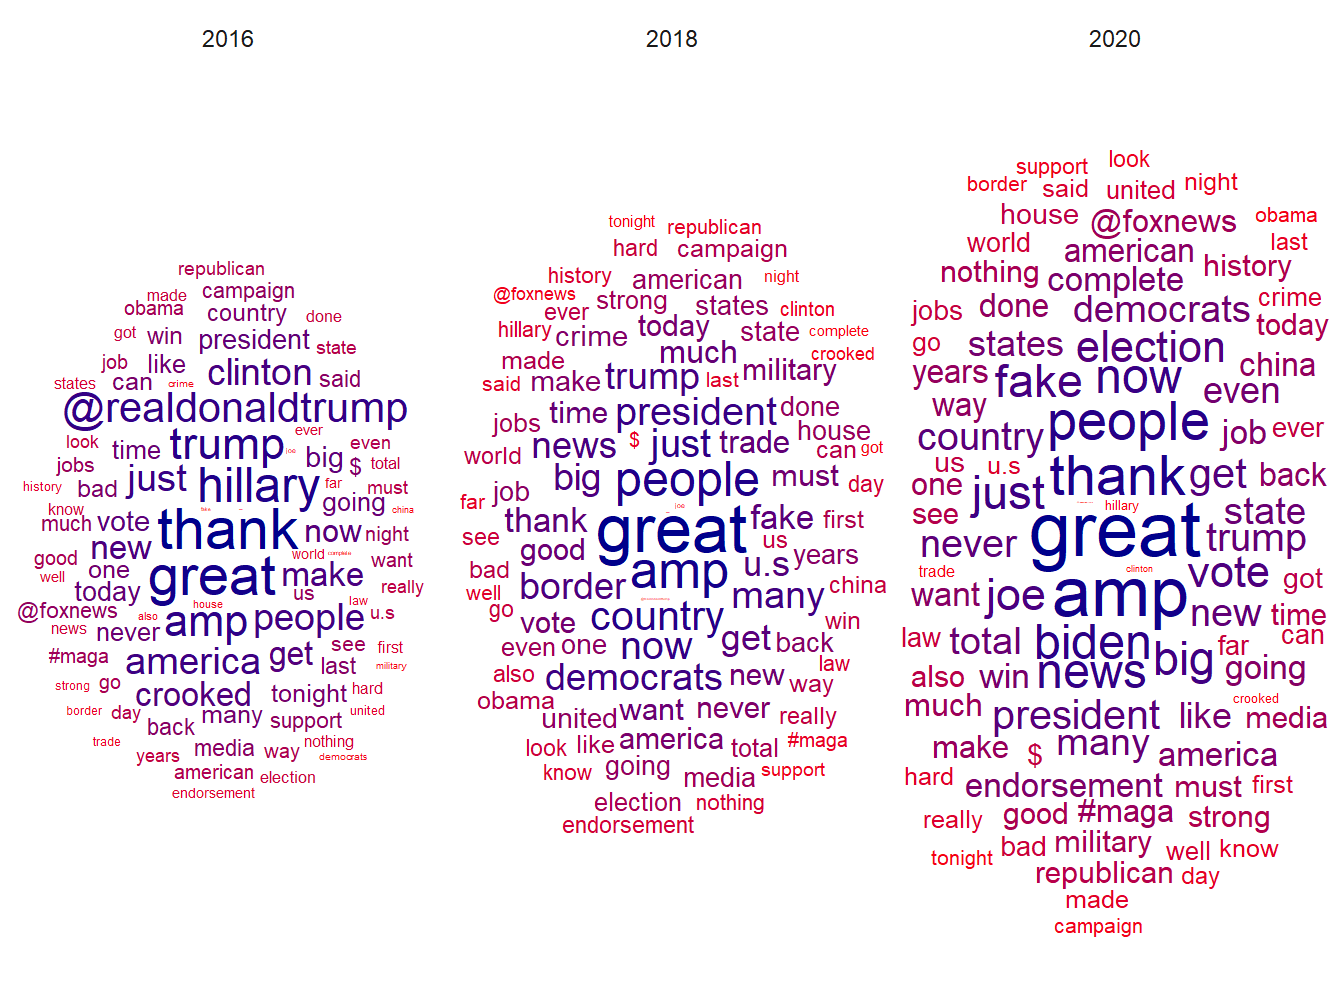 2016
republican
made campaign
obama country done
got win president state
job like clinton said
states can crime
@realdonaldtrump
look time trump ever joe big even
jobs bad just hillary $ total
history far going must china
know much vote thank now night
good new world complete want
well one great make really
today house us law
@foxnews also amp people u.s
news never see first
#maga america get last military
strong go crooked tonight hard
border day back many support united
trade years media way nothing democrats
american election
endorsement
2018
tonight republican
hard campaign
history american night
@foxnews ever strong states clinton
hillary crime today state complete
made much crooked
said make trump last military
jobs time president done
world news $ just trade house can got
far job big people must day
see thank great joe fake first
good us years
bad well border amp u.s many china
go vote country win
even one now get back
also democrats new way law
obama united want never really
look like america total #maga
know going media support
election nothing
endorsement
2020
support look
border said united night
house @foxnews obama
world american last
nothing complete history
jobs done democrats crime
go states election today
years fake now china
way people even
country job ever
us u.s thank get back
one just hillary state
see great trump
never clinton
trade want joe amp vote got
new time
law total biden far can
also win news big going
much crooked
president like media
make $ many america
hard endorsement must first
really good #maga strong
tonight bad military well know
republican day
made
campaign